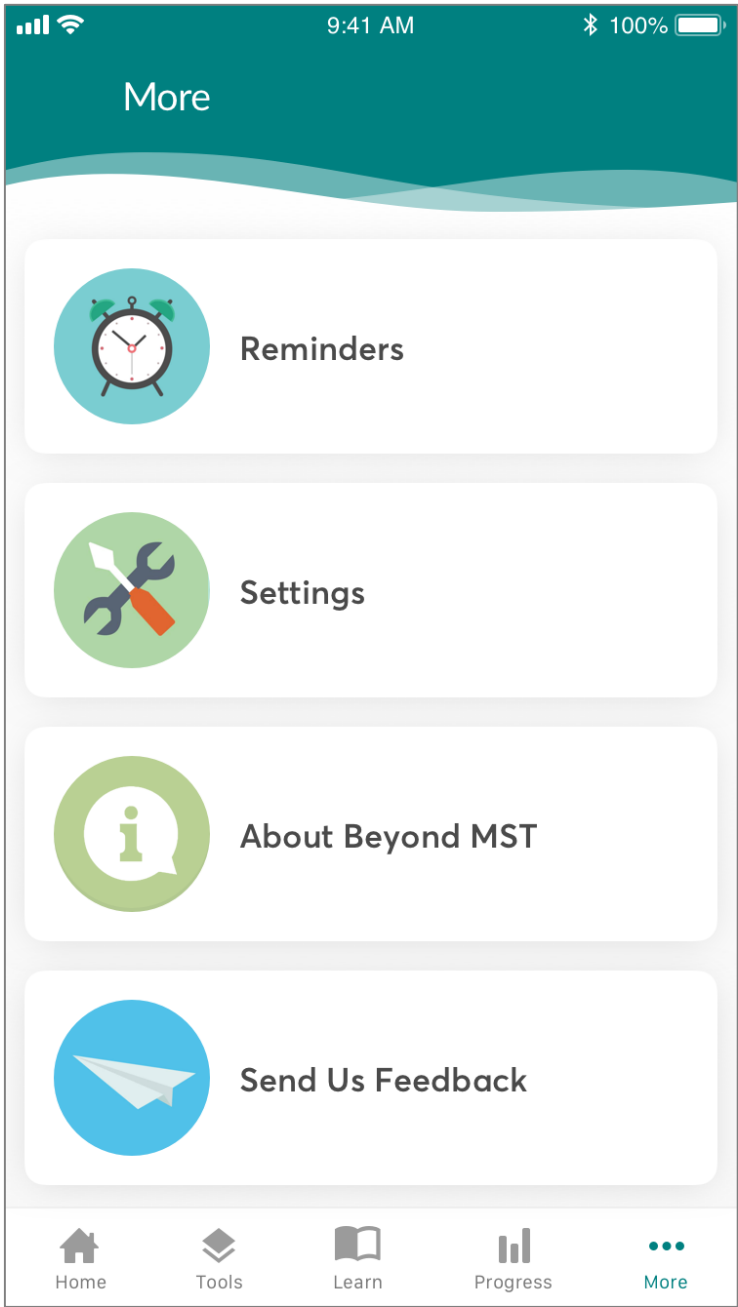 9:41 AM
100%
More
Reminders
Settings
About Beyond MST
Send Us Feedback
Home
Tools
Learn
Progress
More